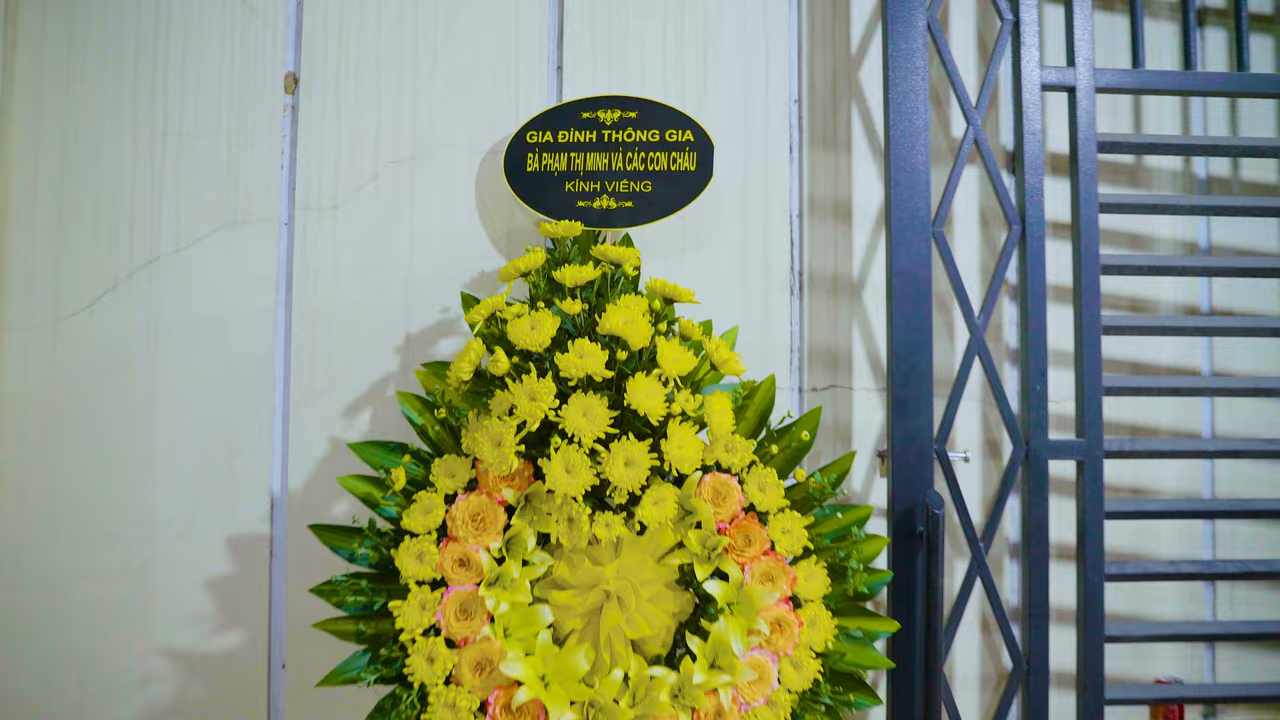 GIA ĐÌNH THÔNG GIA
BÀ PHẠM THỊ MINH VÀ CÁC CON CHÁU
KÍNH VIẾNG